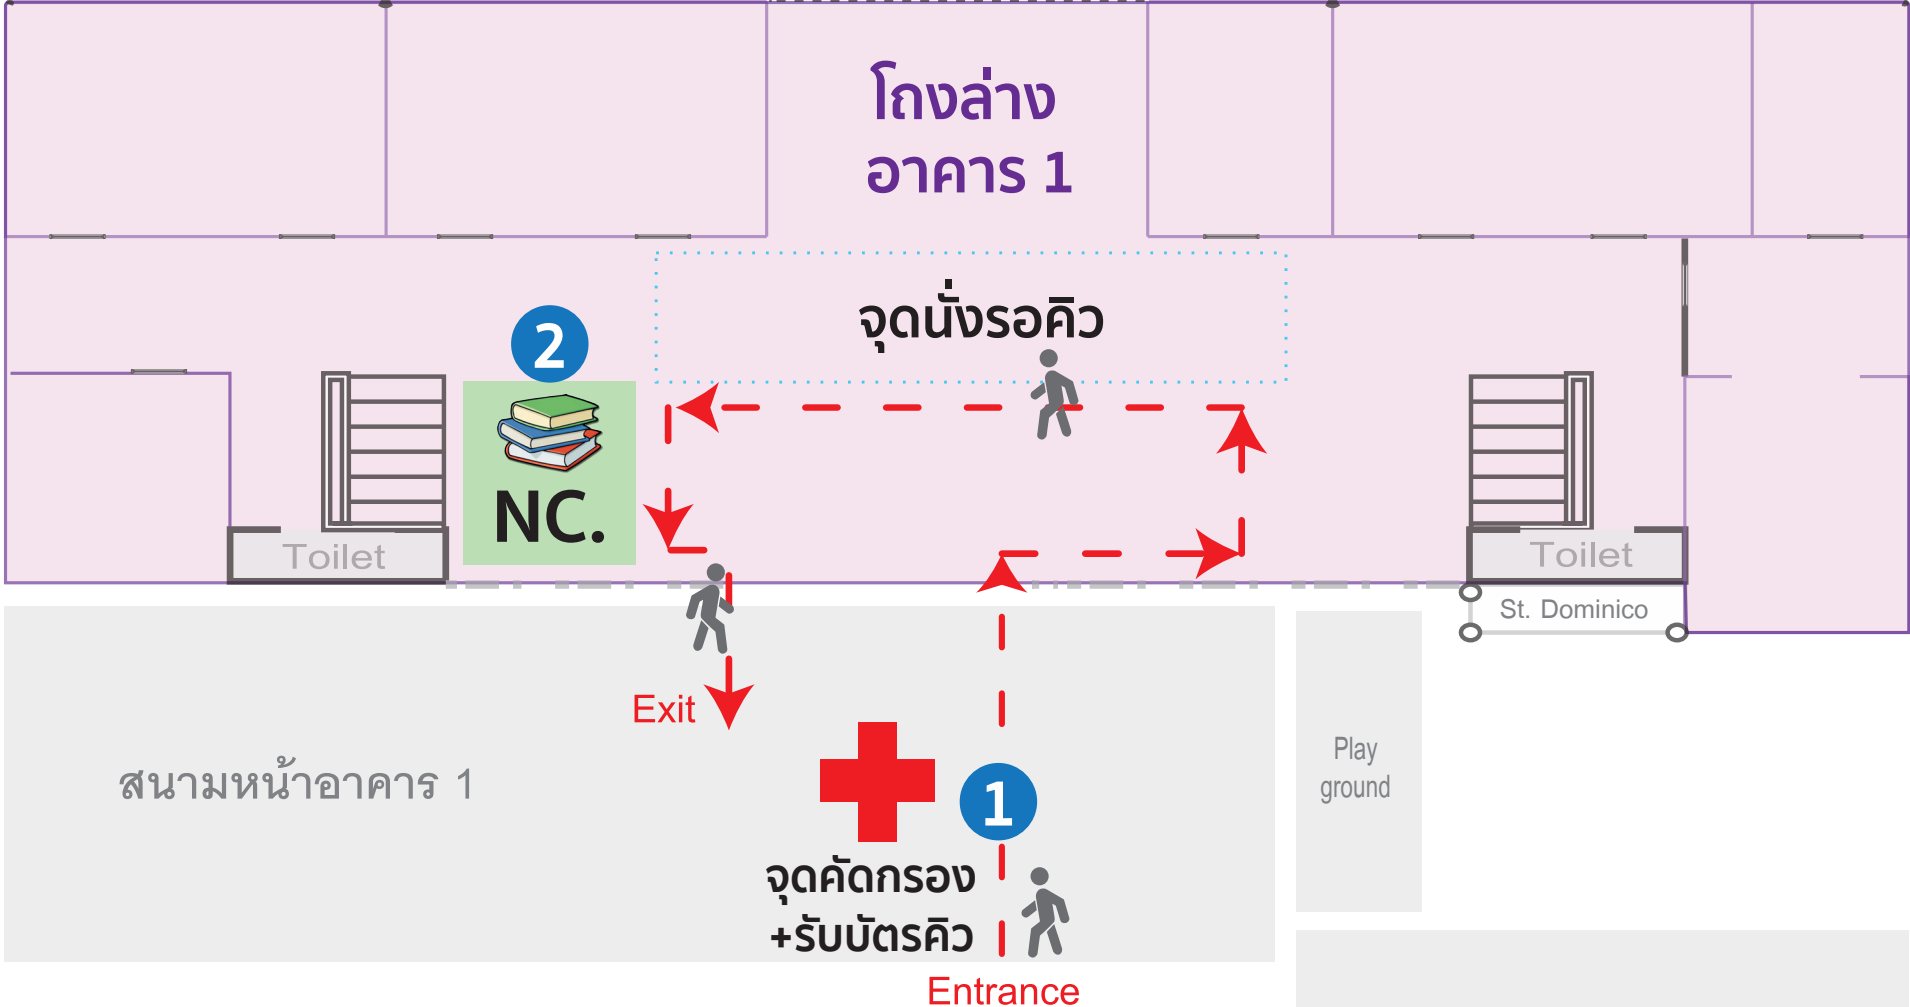 โถงล่าง
อาคาร 1
จุดนั่งรอคิว
2
NC.
Toilet
Toilet
St. Dominico
Exit
สนามหน้าอาคาร 1
1
Play
ground
จุดคัดกรอง
+รับบัตรคิว
Entrance